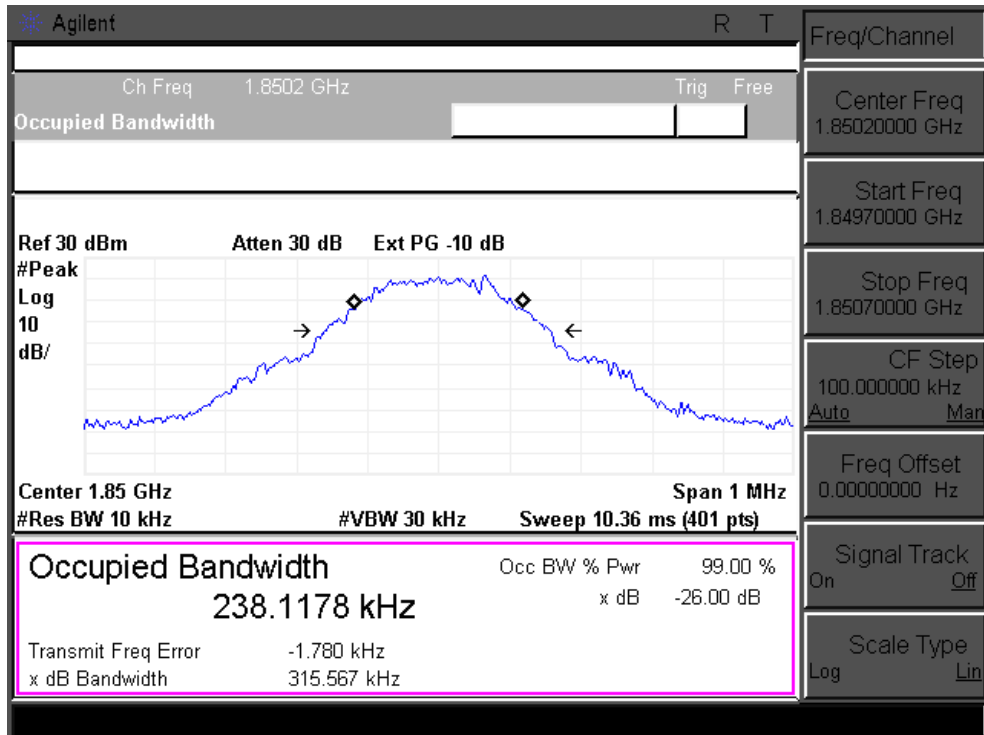 Agilent R T
Ch Freq 1.8502 GHz Trig Free
Occupied Bandwidth
Ref 30 dBm Atten 30 dB Ext PG -10 dB
#Peak
Log
10
dB/
Center 1.85 GHz Span 1 MHz
#Res BW 10 kHz #VBW 30 kHz Sweep 10.36 ms (401 pts)
Occupied Bandwidth Occ BW % Pwr 99.00 %
238.1178 kHz x dB -26.00 dB
Transmit Freq Error -1.780 kHz
x dB Bandwidth 315.567 kHz
Freq/Channel
Center Freq
1.85020000 GHz
Start Freq
1.84970000 GHz
Stop Freq
1.85070000 GHz
CF Step
100.000000 kHz
Auto Man
Freq Offset
0.00000000 Hz
Signal Track
On Off
Scale Type
Log Lin